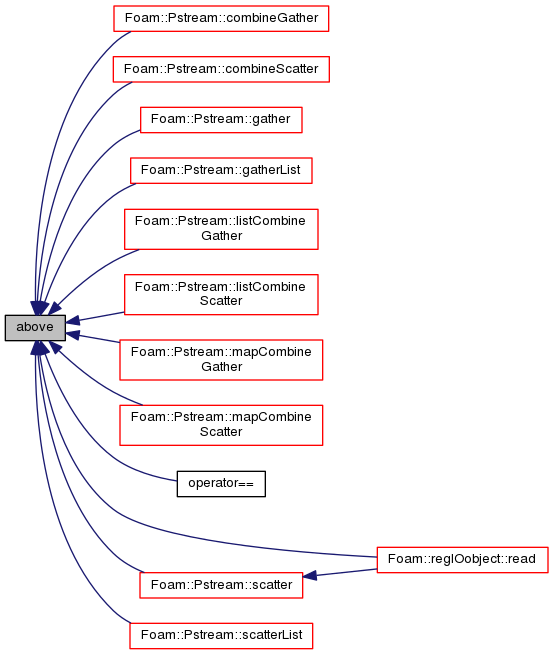 Foam::Pstream::combineGather
Foam::Pstream::combineScatter
Foam::Pstream::gather
Foam::Pstream::gatherList
Foam::Pstream::listCombine
Gather
Foam::Pstream::listCombine
Scatter
above
Foam::Pstream::mapCombine
Gather
Foam::Pstream::mapCombine
Scatter
operator==
Foam::regIOobject::read
Foam::Pstream::scatter
Foam::Pstream::scatterList